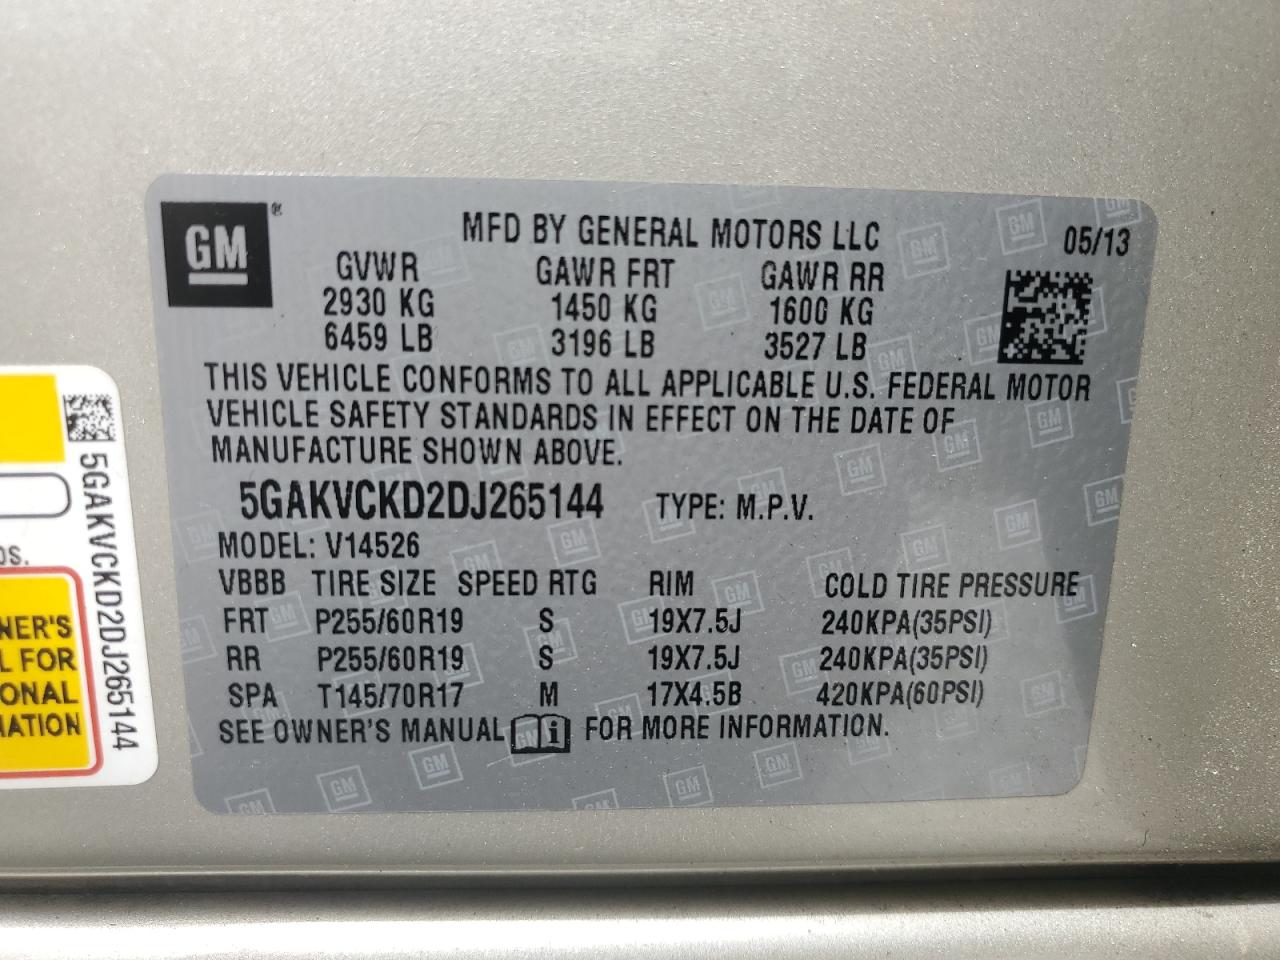 GM ®
MFD BY GENERAL MOTORS LLC 05/13
GVWR GAWR FRT GAWR RR
2930 KG 1450 KG 1600 KG
6459 LB 3196 LB 3527 LB
THIS VEHICLE CONFORMS TO ALL APPLICABLE U.S. FEDERAL MOTOR
VEHICLE SAFETY STANDARDS IN EFFECT ON THE DATE OF
MANUFACTURE SHOWN ABOVE.
5GAKVCKD2DJ265144 TYPE: M.P.V.
MODEL: V14526
VBBB TIRE SIZE SPEED RTG RIM COLD TIRE PRESSURE
FRT P255/60R19 S 19X7.5J 240KPA(35PSI)
RR P255/60R19 S 19X7.5J 240KPA(35PSI)
SPA T145/70R17 M 17X4.5B 420KPA(60PSI)
SEE OWNER'S MANUAL i FOR MORE INFORMATION.
5GAKVCKD2DJ265144
NER'S
L FOR
ONAL
MATION